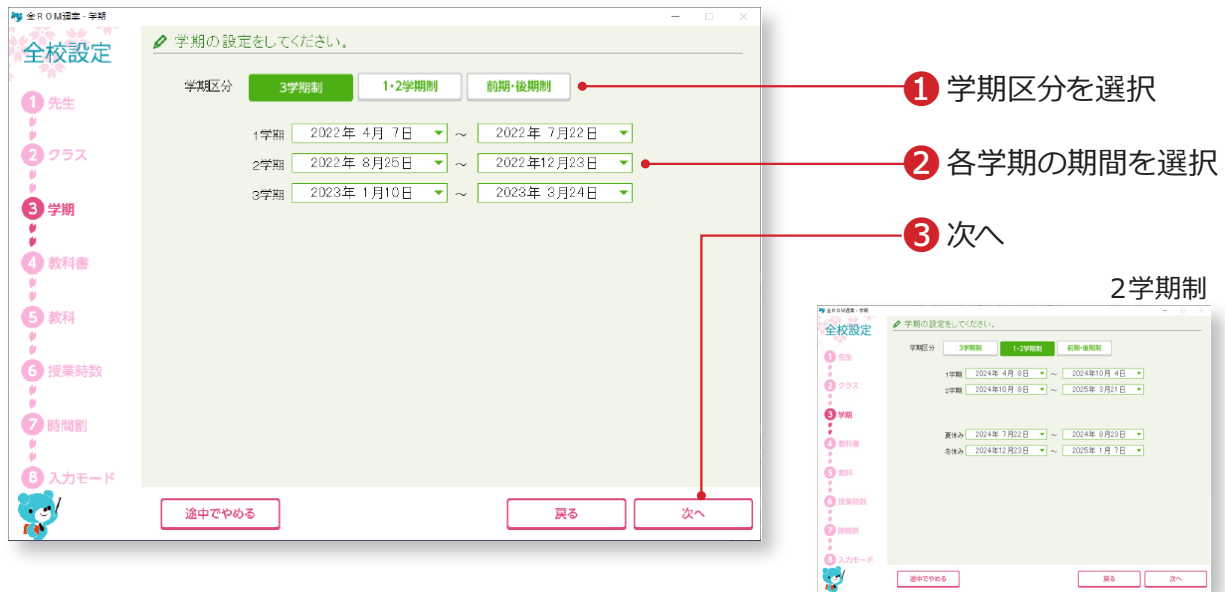 全ROM週案 - 学期
全校設定
1 先生
2 クラス
3 学期
4 教科書
5 教科
6 授業時数
7 時間割
8 入力モード
学期の設定をしてください。
学期区分 3学期制 1・2学期制 前期・後期制
1学期 2022年 4月 7日 ～ 2022年 7月22日
2学期 2022年 8月25日 ～ 2022年12月23日
3学期 2023年 1月10日 ～ 2023年 3月24日
途中でやめる 戻る 次へ
1 学期区分を選択
2 各学期の期間を選択
3 次へ
2学期制
全ROM週案 - 学期
全校設定
1 先生
2 クラス
3 学期
4 教科書
5 教科
6 授業時数
7 時間割
8 入力モード
学期の設定をしてください。
学期区分 3学期制 1・2学期制 前期・後期制
1学期 2024年 4月 8日 ～ 2024年10月 4日
2学期 2024年10月 8日 ～ 2025年 3月21日
夏休み 2024年 7月22日 ～ 2024年 8月23日
冬休み 2024年12月23日 ～ 2025年 1月 7日
途中でやめる 戻る 次へ